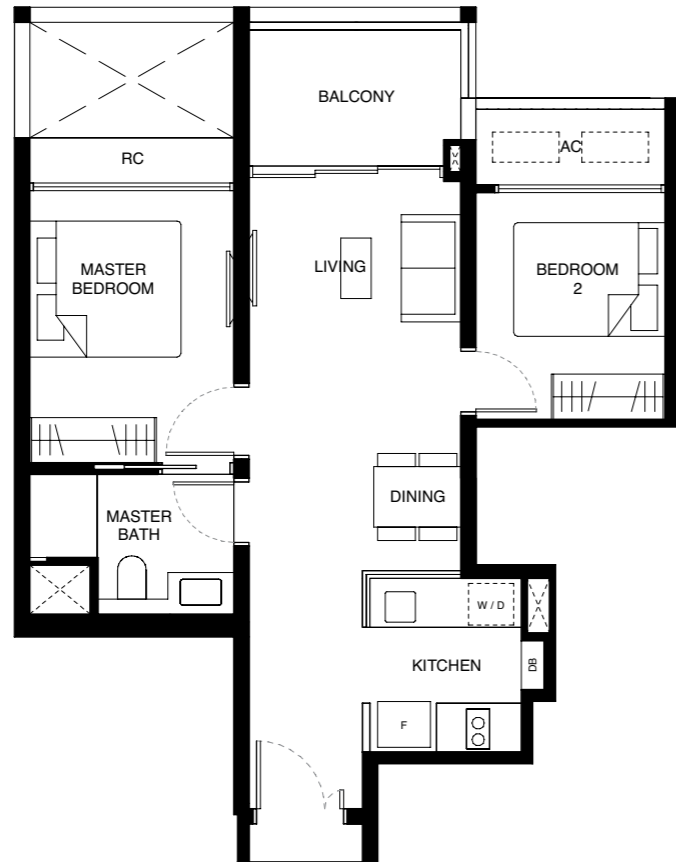 BALCONY
RC
AC
MASTER
BEDROOM
LIVING
BEDROOM
2
DINING
MASTER
BATH
W / D
KITCHEN
DB
F